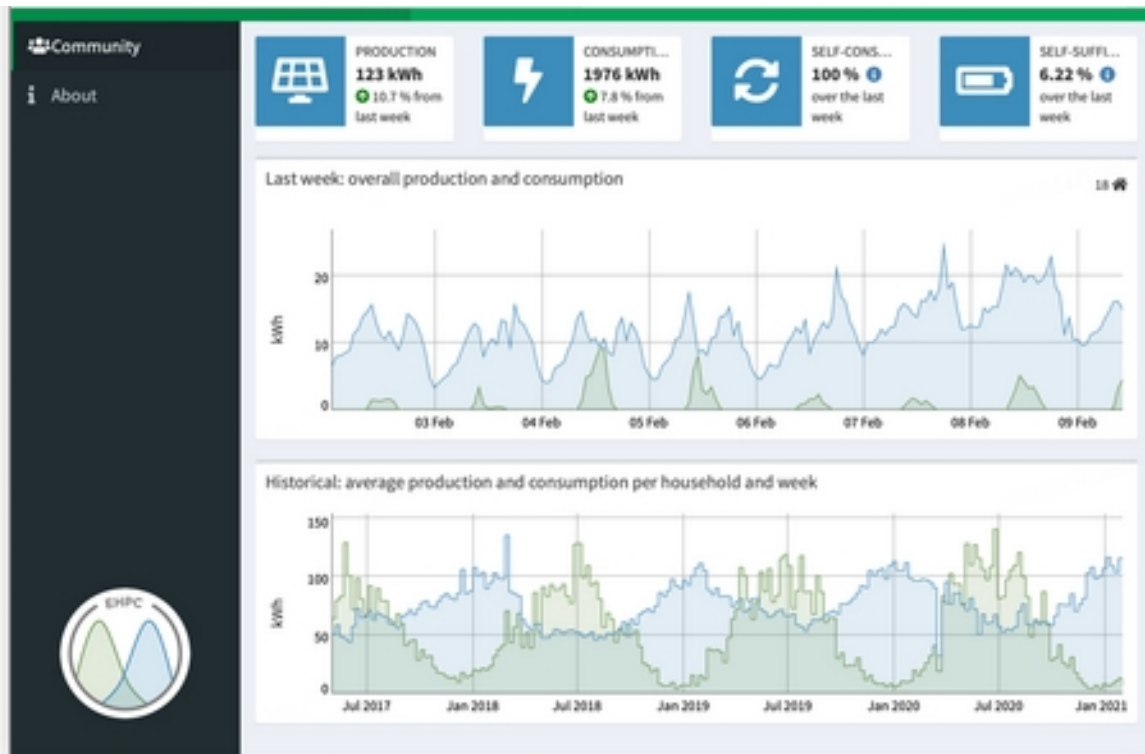 Community
About
PRODUCTION
123 kWh
10.7 % from
last week
CONSUMPTI...
1976 kWh
7.8 % from
last week
SELF-CONS...
100 %
over the last
week
SELF-SUFFI...
6.22 %
over the last
week
Last week: overall production and consumption
18
20
10
0
kWh
03 Feb 04 Feb 05 Feb 06 Feb 07 Feb 08 Feb 09 Feb
Historical: average production and consumption per household and week
150
100
50
0
kWh
Jul 2017 Jan 2018 Jul 2018 Jan 2019 Jul 2019 Jan 2020 Jul 2020 Jan 2021
EHPC